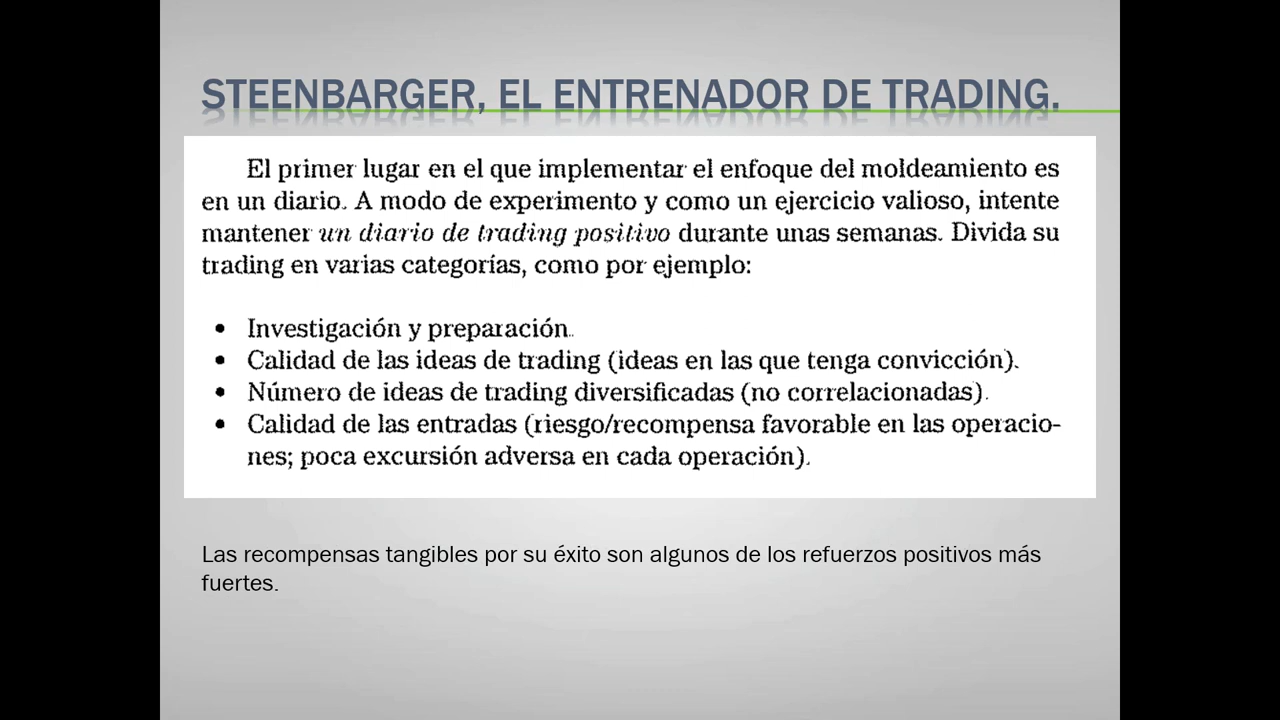 STEENBARGER, EL ENTRENADOR DE TRADING.
El primer lugar en el que implementar el enfoque del moldeamiento es
en un diario. A modo de experimento y como un ejercicio valioso, intente
mantener un diario de trading positivo durante unas semanas. Divida su
trading en varias categorías, como por ejemplo:
• Investigación y preparación.
• Calidad de las ideas de trading (ideas en las que tenga convicción).
• Número de ideas de trading diversificadas (no correlacionadas).
• Calidad de las entradas (riesgo/recompensa favorable en las operacio-
nes; poca excursión adversa en cada operación).
Las recompensas tangibles por su éxito son algunos de los refuerzos positivos más
fuertes.